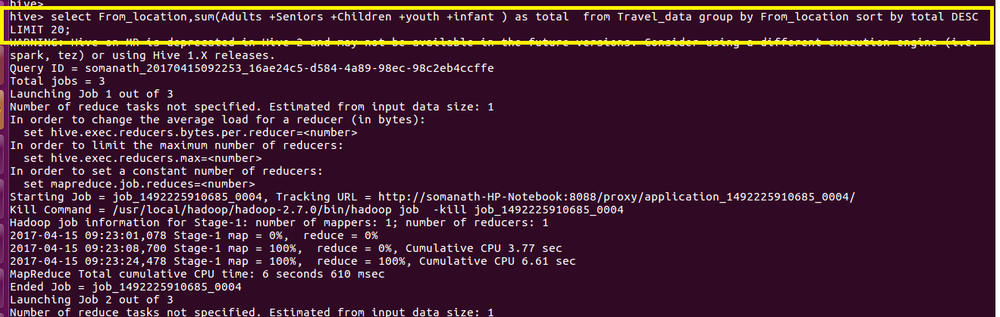 hive>
hive> select From_location,sum(Adults +Seniors +Children +youth +infant ) as total  from Travel_data group by From_location sort by total DESC
LIMIT 20;
WARNING: Hive-on-MR is deprecated in Hive 2 and may not be available in the future versions. Consider using a different execution engine (i.e.
spark, tez) or using Hive 1.X releases.
Query ID = somanath_20170415092253_16ae24c5-d584-4a89-98ec-98c2eb4ccffe
Total jobs = 3
Launching Job 1 out of 3
Number of reduce tasks not specified. Estimated from input data size: 1
In order to change the average load for a reducer (in bytes):
  set hive.exec.reducers.bytes.per.reducer=<number>
In order to limit the maximum number of reducers:
  set hive.exec.reducers.max=<number>
In order to set a constant number of reducers:
  set mapreduce.job.reduces=<number>
Starting Job = job_1492225910685_0004, Tracking URL = http://somanath-HP-Notebook:8088/proxy/application_1492225910685_0004/
Kill Command = /usr/local/hadoop/hadoop-2.7.0/bin/hadoop job  -kill job_1492225910685_0004
Hadoop job information for Stage-1: number of mappers: 1; number of reducers: 1
2017-04-15 09:23:01,078 Stage-1 map = 0%,  reduce = 0%
2017-04-15 09:23:08,700 Stage-1 map = 100%,  reduce = 0%, Cumulative CPU 3.77 sec
2017-04-15 09:23:24,478 Stage-1 map = 100%,  reduce = 100%, Cumulative CPU 6.61 sec
MapReduce Total cumulative CPU time: 6 seconds 610 msec
Ended Job = job_1492225910685_0004
Launching Job 2 out of 3
Number of reduce tasks not specified. Estimated from input data size: 1